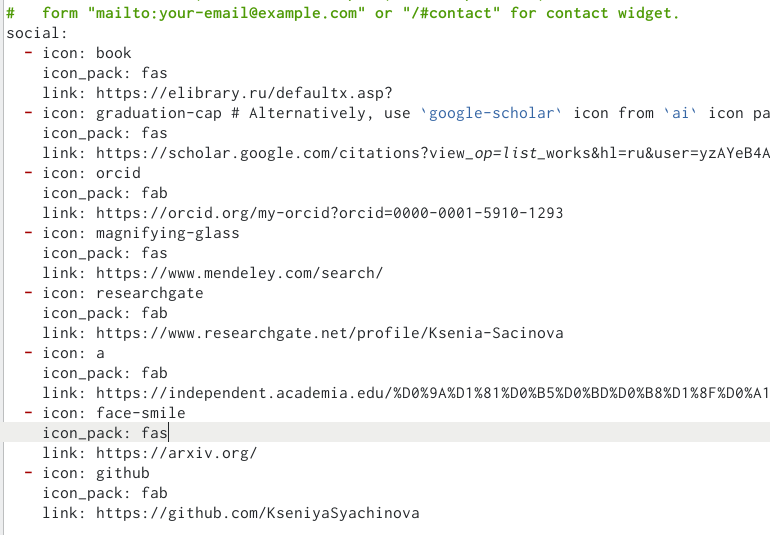 #   form "mailto:your-email@example.com" or "/#contact" for contact widget.
social:
  - icon: book
    icon_pack: fas
    link: https://elibrary.ru/defaultx.asp?
  - icon: graduation-cap # Alternatively, use `google-scholar` icon from `ai` icon pa
    icon_pack: fas
    link: https://scholar.google.com/citations?view_op=list_works&hl=ru&user=yzAYeB4A
  - icon: orcid
    icon_pack: fab
    link: https://orcid.org/my-orcid?orcid=0000-0001-5910-1293
  - icon: magnifying-glass
    icon_pack: fas
    link: https://www.mendeley.com/search/
  - icon: researchgate
    icon_pack: fab
    link: https://www.researchgate.net/profile/Ksenia-Sacinova
  - icon: a
    icon_pack: fab
    link: https://independent.academia.edu/%D0%9A%D1%81%D0%B5%D0%BD%D0%B8%D1%8F%D0%A1
  - icon: face-smile
    icon_pack: fas
    link: https://arxiv.org/
  - icon: github
    icon_pack: fab
    link: https://github.com/KseniyaSyachinova